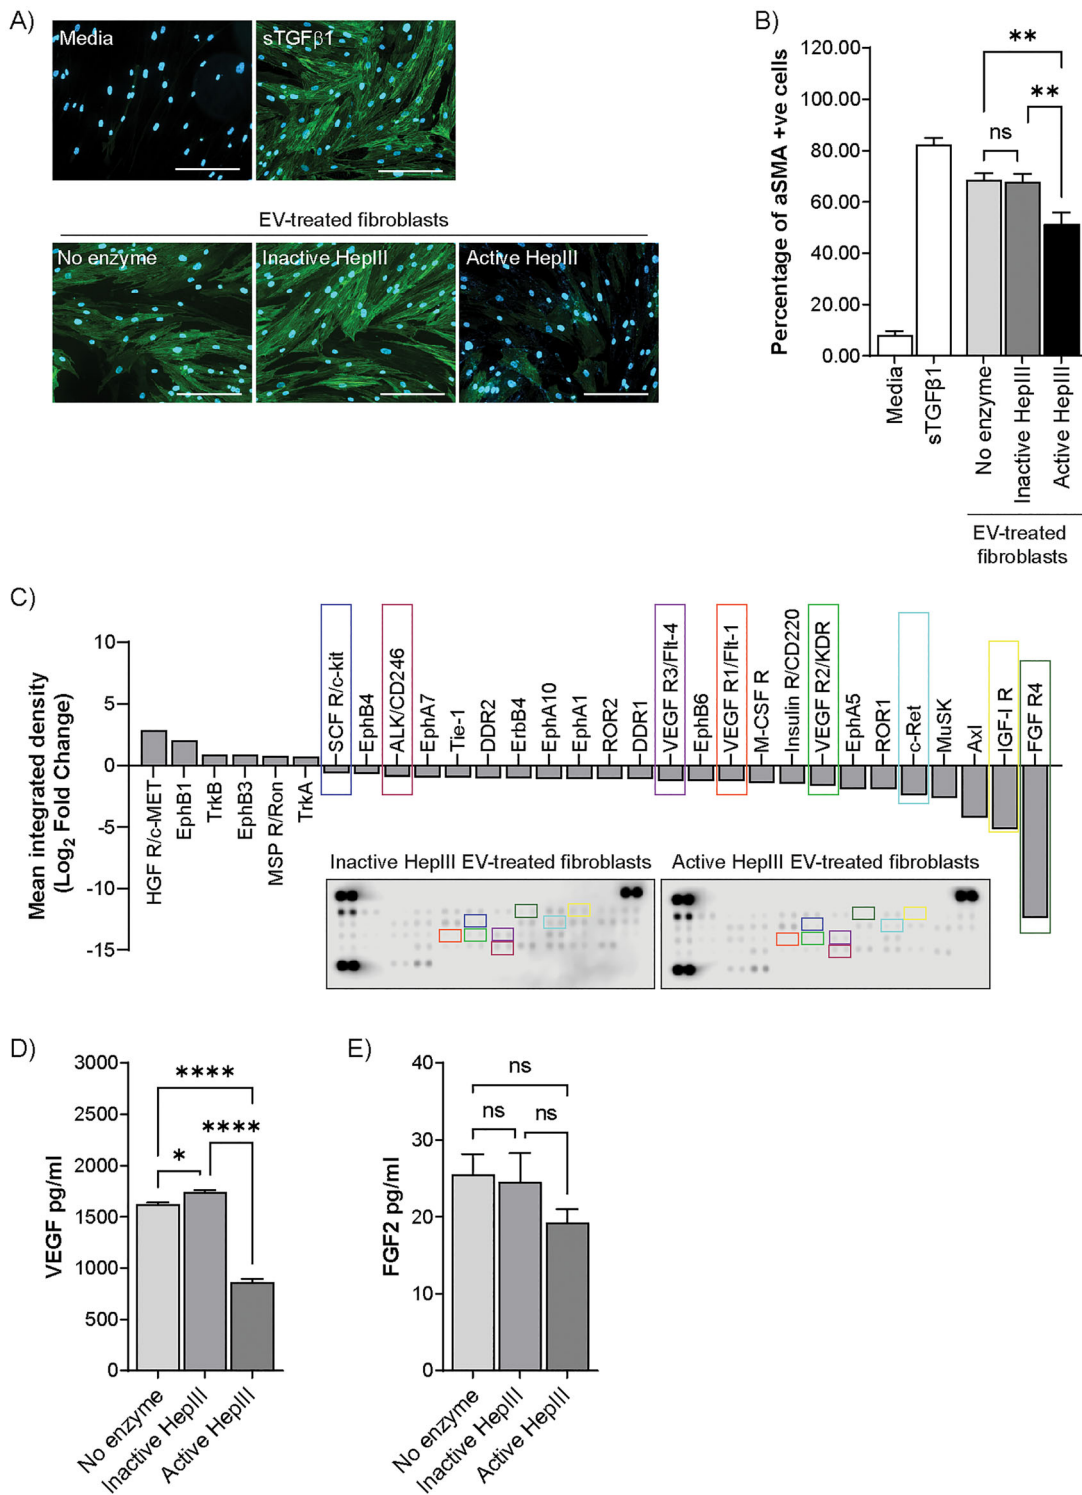 A)
Media
sTGFβ1
EV-treated fibroblasts
No enzyme
Inactive HepIII
Active HepIII
B)
Percentage of aSMA +ve cells
120.00
100.00
80.00
60.00
40.00
20.00
0.00
**
**
ns
Media
sTGFβ1
No enzyme
Inactive HepIII
Active HepIII
EV-treated
fibroblasts
C)
Mean integrated density
(Log2 Fold Change)
10
5
0
-5
-10
-15
HGF R/c-MET
EphB1
TrkB
EphB3
MSP R/Ron
TrkA
SCF R/c-kit
EphB4
ALK/CD246
EphA7
Tie-1
DDR2
ErbB4
EphA10
EphA1
ROR2
DDR1
VEGF R3/Flt-4
EphB6
VEGF R1/Flt-1
M-CSF R
Insulin R/CD220
VEGF R2/KDR
EphA5
ROR1
c-Ret
MuSK
Axl
IGF-I R
FGF R4
Inactive HepIII EV-treated fibroblasts
Active HepIII EV-treated fibroblasts
D)
VEGF pg/ml
3000
2500
2000
1500
1000
500
0
****
****
*
No enzyme
Inactive HepIII
Active HepIII
E)
FGF2 pg/ml
40
30
20
10
0
ns
ns
ns
No enzyme
Inactive HepIII
Active HepIII